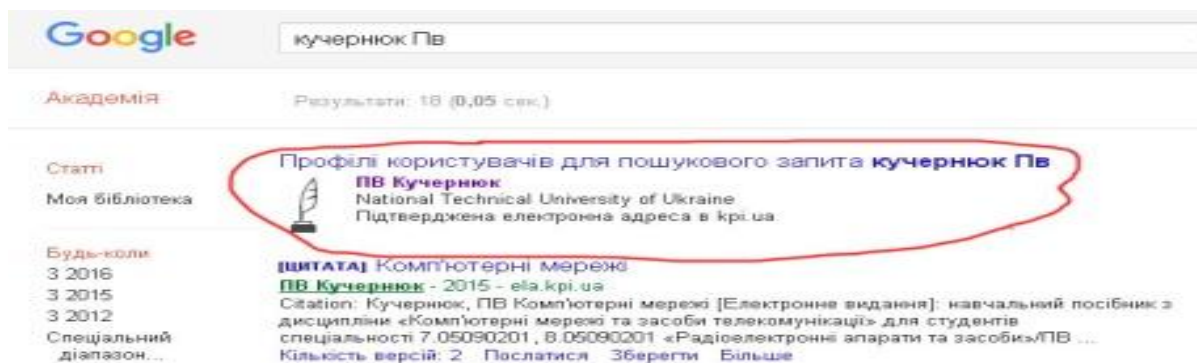 Google
кучернюк Пв
Академія
Результати: 18 (0,05 сек.)
Статті
Моя бібліотека
Будь-коли
З 2016
З 2015
З 2012
Спеціальний
діапазон...
Профілі користувачів для пошукового запита кучернюк Пв
ПВ Кучернюк
National Technical University of Ukraine
Підтверджена електронна адреса в kpi.ua
[ЦИТАТА] Комп'ютерні мережі
ПВ Кучернюк - 2015 - ela.kpi.ua
Citation: Кучернюк, ПВ Комп'ютерні мережі [Електронне видання]: навчальний посібник з
дисципліни «Комп'ютерні мережі та засоби телекомунікації» для студентів
спеціальності 7.05090201, 8.05090201 «Радіоелектронні апарати та засоби»/ПВ ...
Кількість версій: 2 Послатися Зберегти Більше